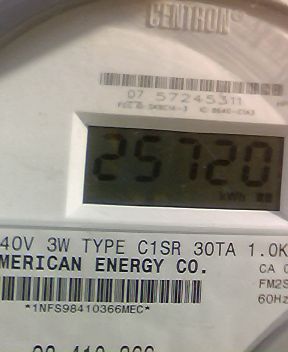 CENTRON®
07 57245311
25720
kWh
40V 3W TYPE C1SR 30TA 1.0K
MERICAN ENERGY CO.
CA 0
FM2S
60Hz
*1NFS98410366MEC*